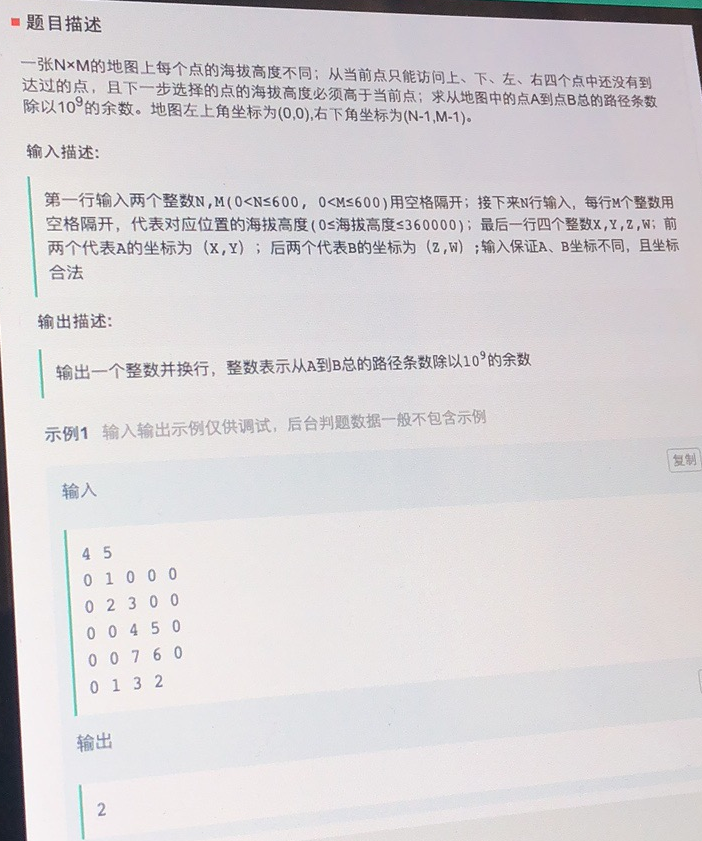 题目描述
一张N×M的地图上每个点的海拔高度不同；从当前点只能访问上、下、左、右四个点中还没有到
达过的点，且下一步选择的点的海拔高度必须高于当前点；求从地图中的点A到点B总的路径条数
除以10⁹的余数。地图左上角坐标为(0,0),右下角坐标为(N-1,M-1)。
输入描述:
第一行输入两个整数N,M(0<N≤600, 0<M≤600)用空格隔开；接下来N行输入，每行M个整数用
空格隔开，代表对应位置的海拔高度(0≤海拔高度≤360000)；最后一行四个整数X,Y,Z,W；前
两个代表A的坐标为（X,Y）；后两个代表B的坐标为（Z,W）;输入保证A、B坐标不同，且坐标
合法
输出描述:
输出一个整数并换行，整数表示从A到B总的路径条数除以10⁹的余数
示例1 输入输出示例仅供调试，后台判题数据一般不包含示例
复制
输入
4 5
0 1 0 0 0
0 2 3 0 0
0 0 4 5 0
0 0 7 6 0
0 1 3 2
输出
2